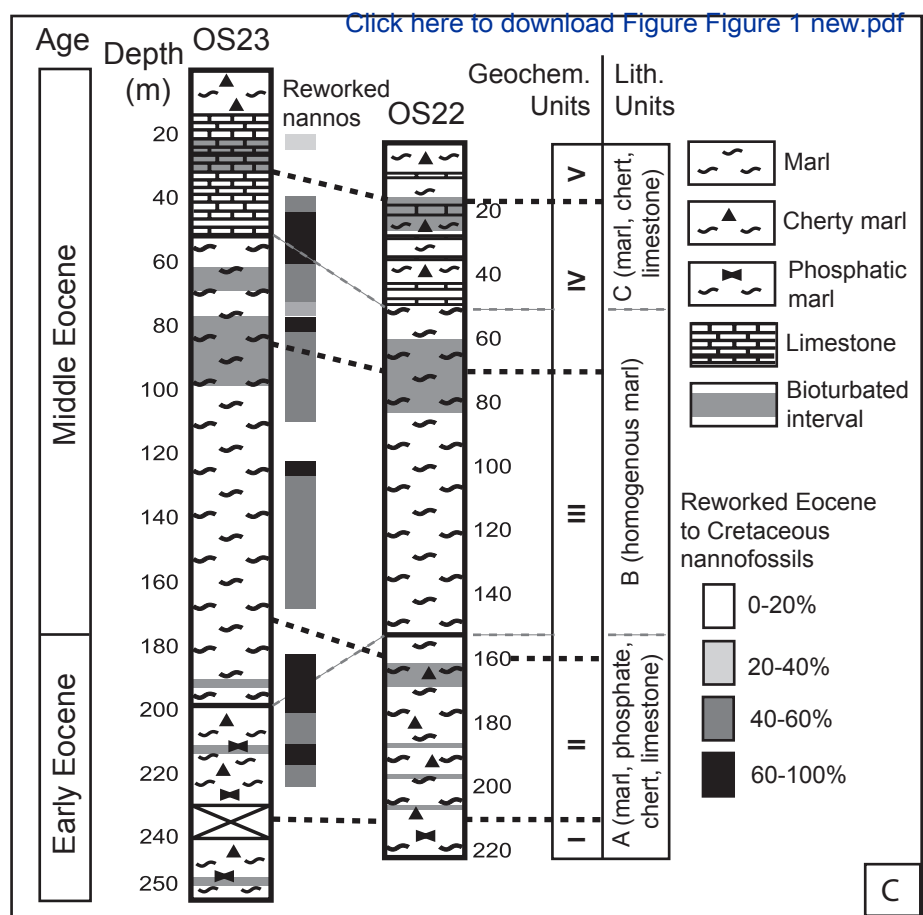 Click here to download Figure Figure 1 new.pdf
Age
Depth
(m)
OS23
Reworked
nannos
OS22
Geochem.
Units
Lith.
Units
Middle Eocene
Early Eocene
20
40
60
80
100
120
140
160
180
200
220
240
250
20
40
60
80
100
120
140
160
180
200
220
V
IV
III
II
I
C (marl, chert,
limestone)
B (homogenous marl)
A (marl, phosphate,
chert, limestone)
Marl
Cherty marl
Phosphatic
marl
Limestone
Bioturbated
interval
Reworked Eocene
to Cretaceous
nannofossils
0-20%
20-40%
40-60%
60-100%
C